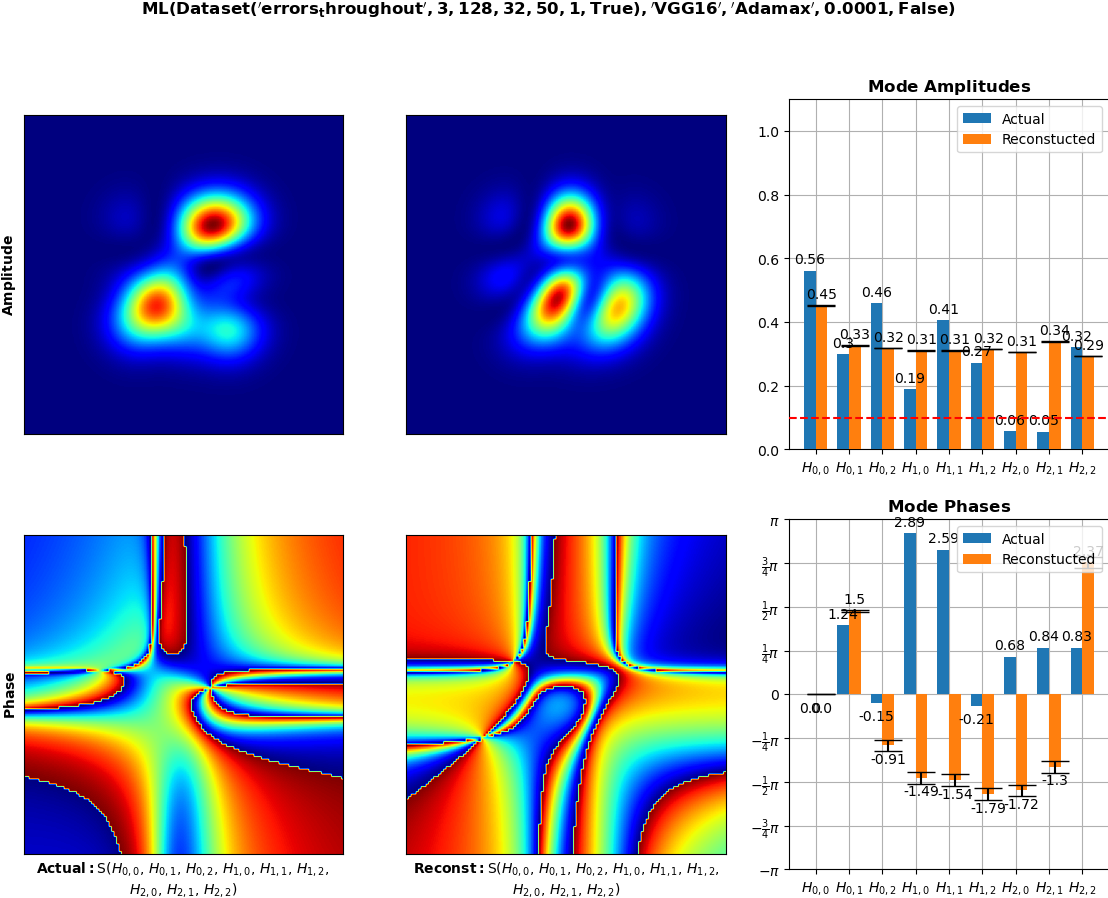 ML(Dataset('errors_throughout', 3, 128, 32, 50, 1, True), 'VGG16', 'Adamax', 0.0001, False)
Amplitude
Mode Amplitudes
Actual
Reconstucted
1.0
0.8
0.6
0.4
0.2
0.0
0.56
0.45
0.3
0.33
0.46
0.32
0.19
0.31
0.41
0.31
0.27
0.32
0.06
0.31
0.05
0.34
0.32
0.29
H0,0 H0,1 H0,2 H1,0 H1,1 H1,2 H2,0 H2,1 H2,2
Phase
Mode Phases
Actual
Reconstucted
π
3/4π
1/2π
1/4π
0
−1/4π
−1/2π
−3/4π
−π
0.0
0.0
1.24
1.5
-0.15
-0.91
2.89
-1.49
2.59
-1.54
-0.21
-1.79
0.68
-1.72
0.84
-1.3
0.83
2.37
H0,0 H0,1 H0,2 H1,0 H1,1 H1,2 H2,0 H2,1 H2,2
Actual: S(H0,0, H0,1, H0,2, H1,0, H1,1, H1,2,
H2,0, H2,1, H2,2)
Reconst: S(H0,0, H0,1, H0,2, H1,0, H1,1, H1,2,
H2,0, H2,1, H2,2)